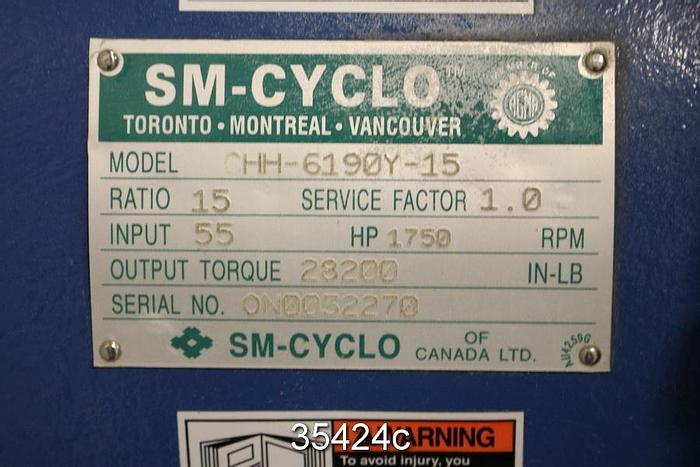 SM-CYCLO™
TORONTO • MONTREAL • VANCOUVER
MODEL CHH-6190Y-15
RATIO 15 SERVICE FACTOR 1.0
INPUT 55 HP 1750 RPM
OUTPUT TORQUE 28200 IN-LB
SERIAL NO. ON0032270
SM-CYCLO OF CANADA LTD.
35424c
WARNING
To avoid injury, you